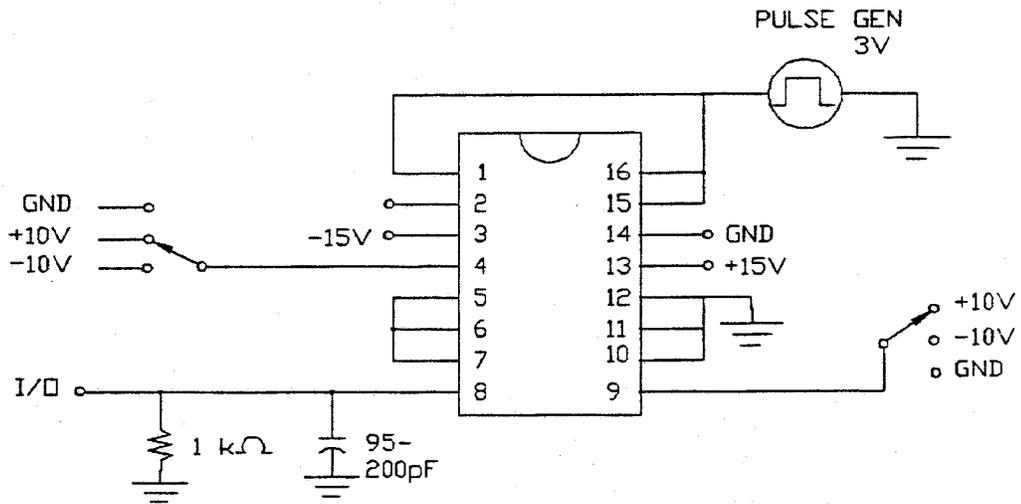 PULSE GEN
3V
1 16
GND 2 15
+10V -15V 3 14 GND
-10V 4 13 +15V
5 12 +10V
6 11 -10V
7 10 GND
I/O 8 9
1 kΩ 95-
200pF